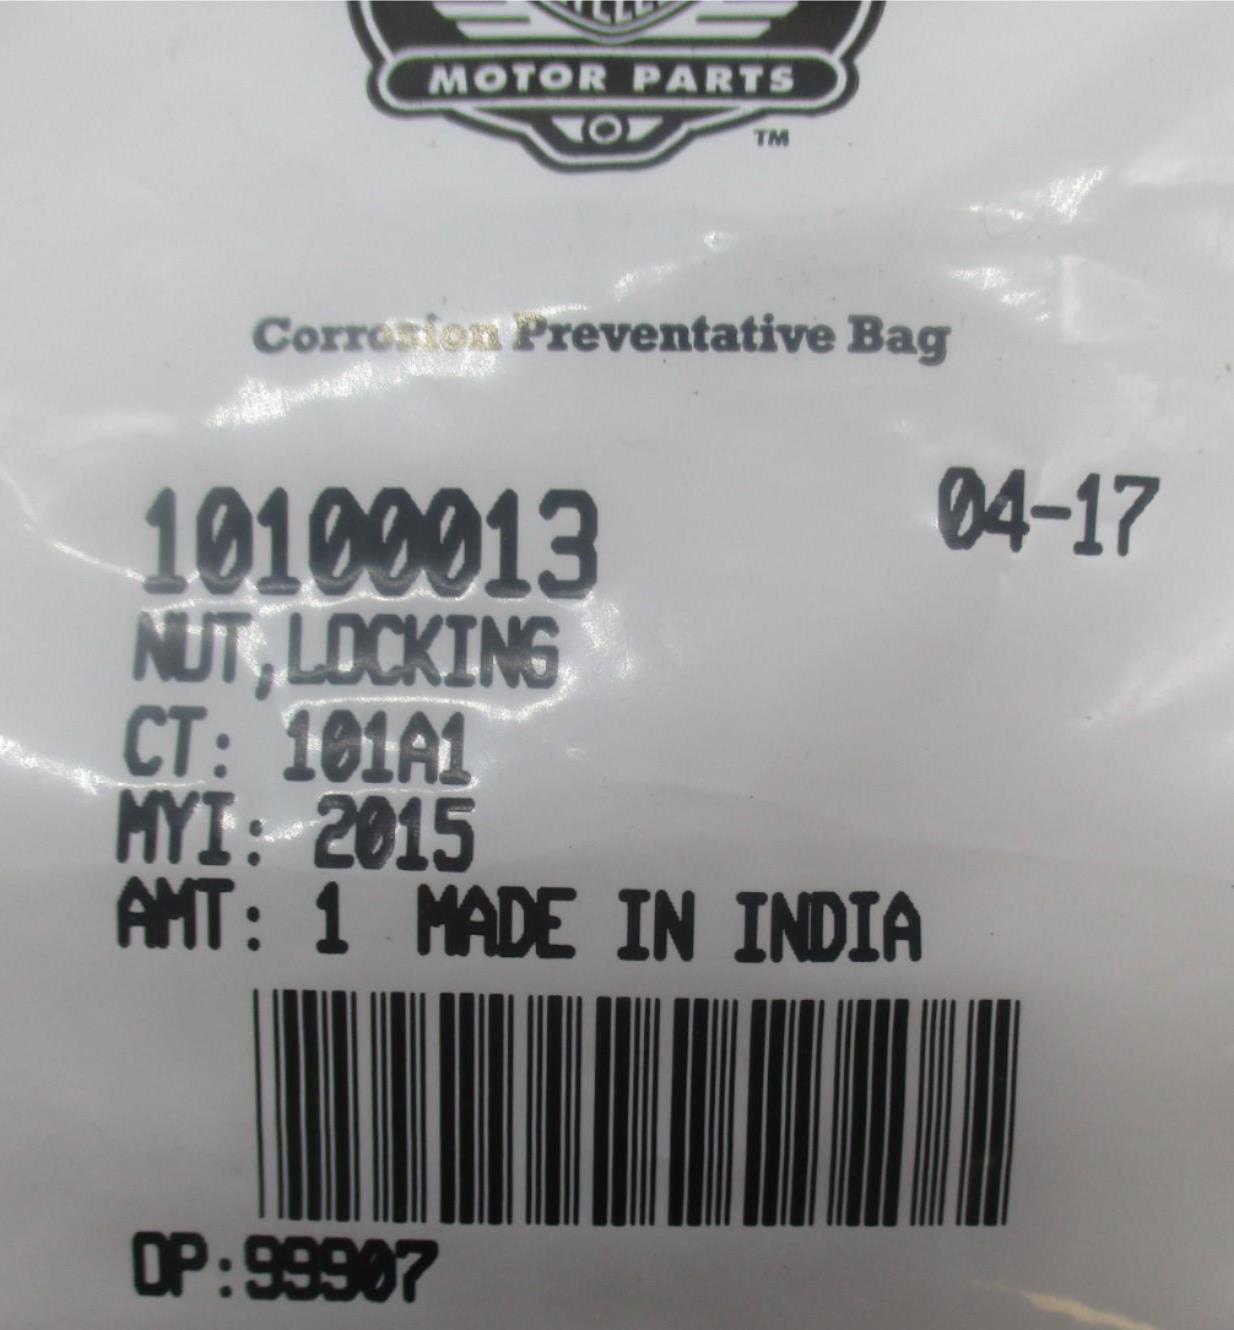 MOTOR PARTS
TM
Corrosion Preventative Bag
10100013 04-17
NUT,LOCKING
CT: 101A1
MYI: 2015
AMT: 1 MADE IN INDIA
OP:99907